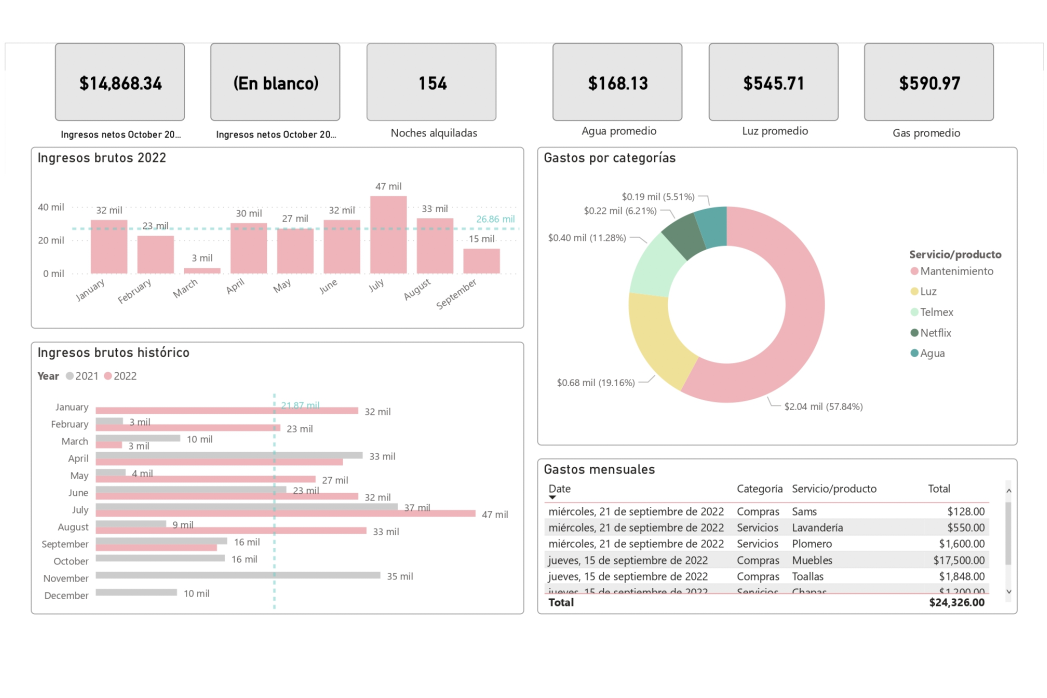 $14,868.34
(En blanco)
154
$168.13
$545.71
$590.97
Ingresos netos October 20...
Ingresos netos October 20...
Noches alquiladas
Agua promedio
Luz promedio
Gas promedio
Ingresos brutos 2022
47 mil
40 mil
32 mil
23 mil
30 mil
27 mil
32 mil
33 mil
26.86 mil
20 mil
15 mil
3 mil
0 mil
January
February
March
April
May
June
July
August
September
Gastos por categorías
$0.19 mil (5.51%)
$0.22 mil (6.21%)
$0.40 mil (11.28%)
$0.68 mil (19.16%)
$2.04 mil (57.84%)
Servicio/producto
Mantenimiento
Luz
Telmex
Netflix
Agua
Ingresos brutos histórico
Year 2021 2022
21.87 mil
January 32 mil
February 3 mil
23 mil
March 10 mil
3 mil
April 33 mil
May 4 mil
27 mil
June 23 mil
32 mil
July 37 mil
47 mil
August 9 mil
33 mil
September 16 mil
October 16 mil
November 35 mil
December 10 mil
Gastos mensuales
Date Categoría Servicio/producto Total
miércoles, 21 de septiembre de 2022 Compras Sams $128.00
miércoles, 21 de septiembre de 2022 Servicios Lavandería $550.00
miércoles, 21 de septiembre de 2022 Servicios Plomero $1,600.00
jueves, 15 de septiembre de 2022 Compras Muebles $17,500.00
jueves, 15 de septiembre de 2022 Compras Toallas $1,848.00
jueves, 15 de septiembre de 2022 Servicios Chapas $1,200.00
Total $24,326.00